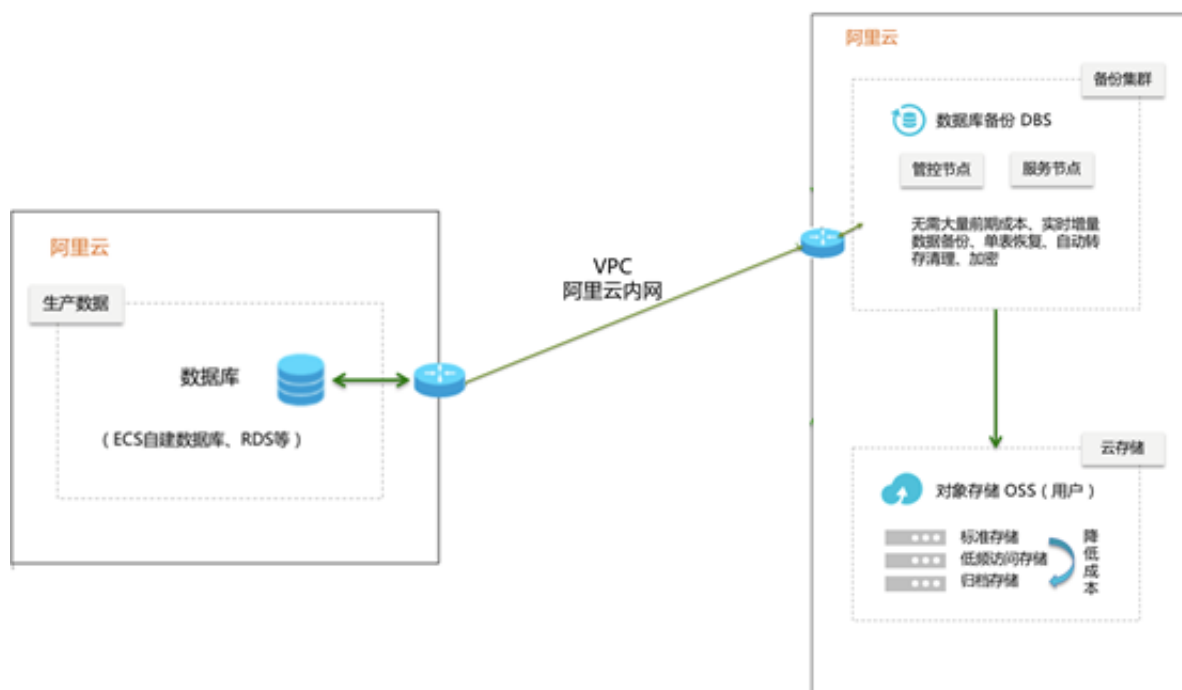 阿里云
生产数据
数据库
（ECS自建数据库、RDS等）
VPC
阿里云内网
阿里云
备份集群
数据库备份 DBS
管控节点
服务节点
无需大量前期成本、实时增量
数据备份、单表恢复、自动转
存清理、加密
云存储
对象存储 OSS（用户）
标准存储
低频访问存储
归档存储
降低成本